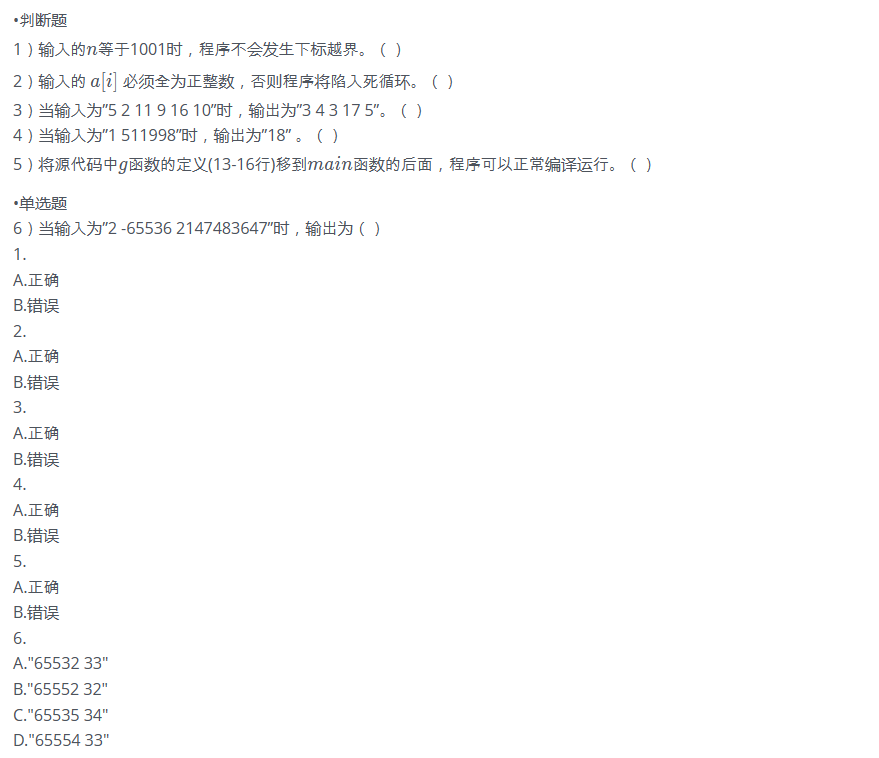 •判断题
1）输入的n等于1001时，程序不会发生下标越界。（ ）
2）输入的 a[i] 必须全为正整数，否则程序将陷入死循环。（ ）
3）当输入为”5 2 11 9 16 10”时，输出为”3 4 3 17 5”。（ ）
4）当输入为”1 511998”时，输出为”18” 。（ ）
5）将源代码中g函数的定义(13-16行)移到main函数的后面，程序可以正常编译运行。（ ）
•单选题
6）当输入为”2 -65536 2147483647”时，输出为（ ）
1.
A.正确
B.错误
2.
A.正确
B.错误
3.
A.正确
B.错误
4.
A.正确
B.错误
5.
A.正确
B.错误
6.
A."65532 33"
B."65552 32"
C."65535 34"
D."65554 33"